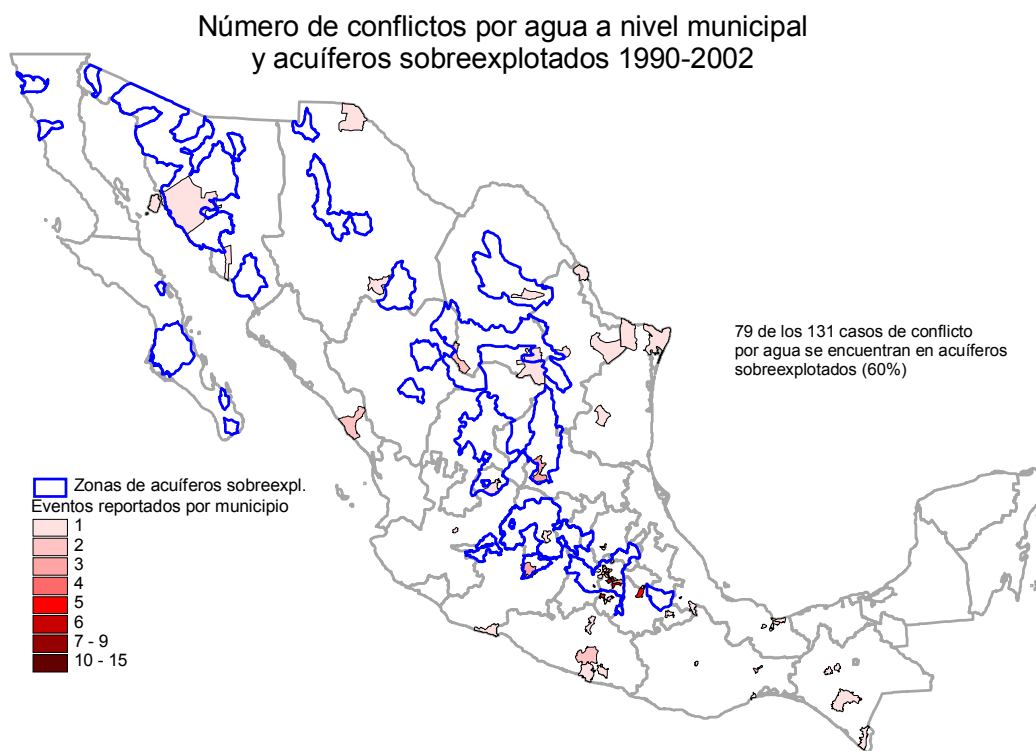 Número de conflictos por agua a nivel municipal
y acuíferos sobreexplotados 1990-2002
79 de los 131 casos de conflicto
por agua se encuentran en acuíferos
sobreexplotados (60%)
Zonas de acuíferos sobreexpl.
Eventos reportados por municipio
1
2
3
4
5
6
7 - 9
10 - 15